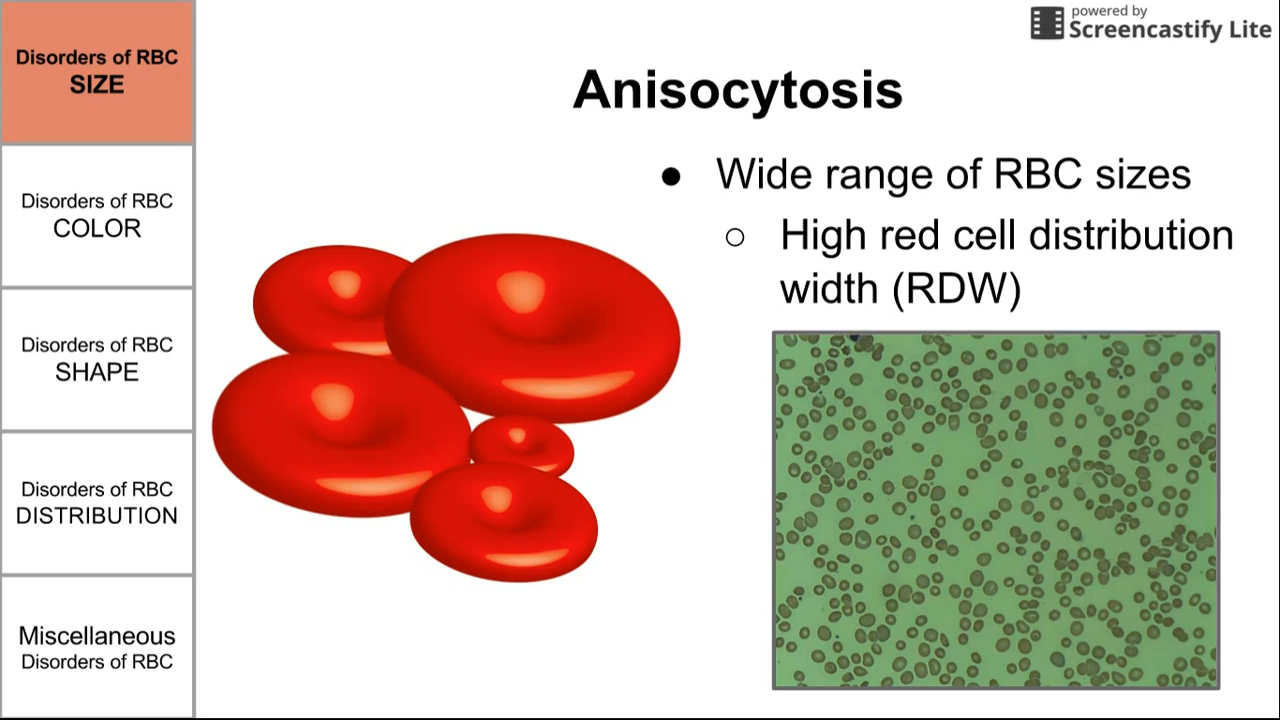 Disorders of RBC
SIZE
Disorders of RBC
COLOR
Disorders of RBC
SHAPE
Disorders of RBC
DISTRIBUTION
Miscellaneous
Disorders of RBC
powered by
Screencastify Lite
Anisocytosis
● Wide range of RBC sizes
○ High red cell distribution
width (RDW)